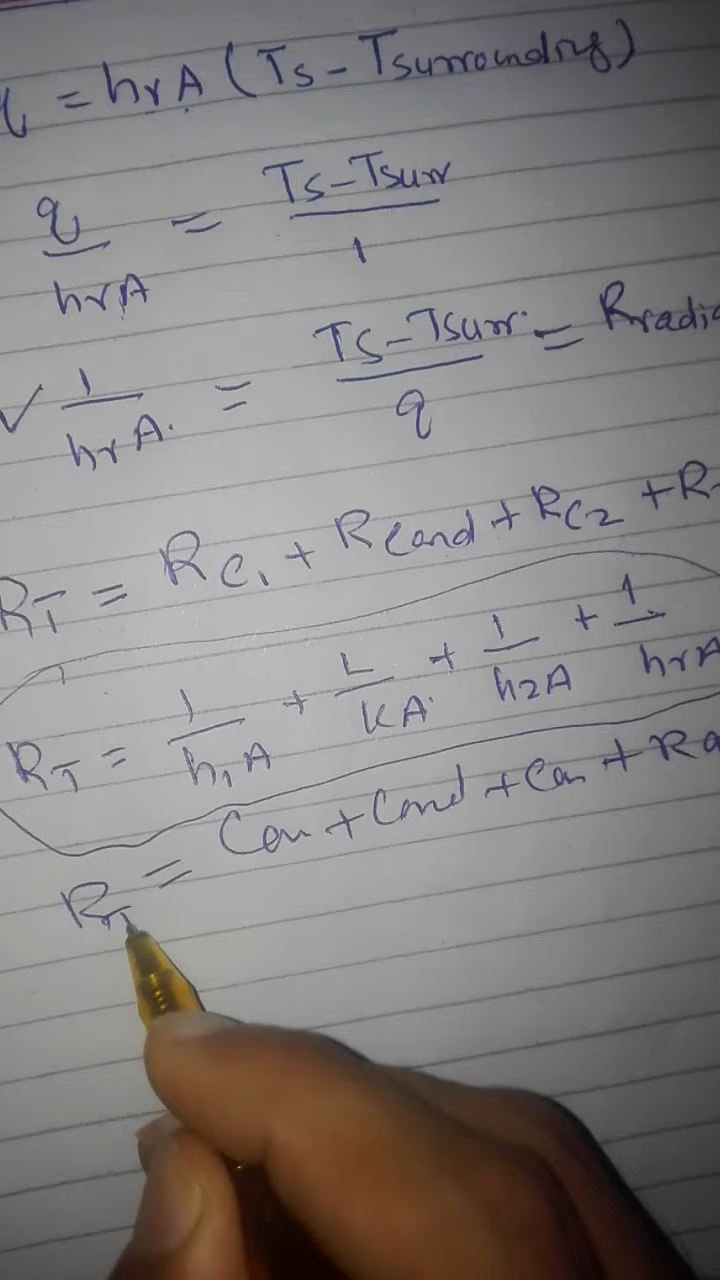 q = hrA (Ts - Tsurrounding)
q/hrA = Ts - Tsurr/1
✓ 1/hrA. = Ts - Tsurr./q = Rradia
RT = Rc1 + Rcond + Rc2 + R
RT = 1/h1A + L/KA + 1/h2A + 1/hrA
RT = Con + Cond + Con + Ra